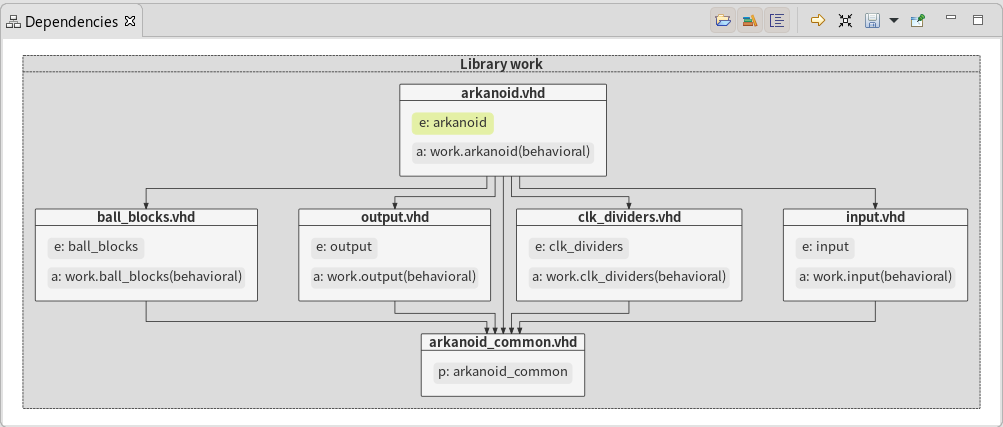 Dependencies
Library work
arkanoid.vhd
e: arkanoid
a: work.arkanoid(behavioral)
ball_blocks.vhd
e: ball_blocks
a: work.ball_blocks(behavioral)
output.vhd
e: output
a: work.output(behavioral)
clk_dividers.vhd
e: clk_dividers
a: work.clk_dividers(behavioral)
input.vhd
e: input
a: work.input(behavioral)
arkanoid_common.vhd
p: arkanoid_common